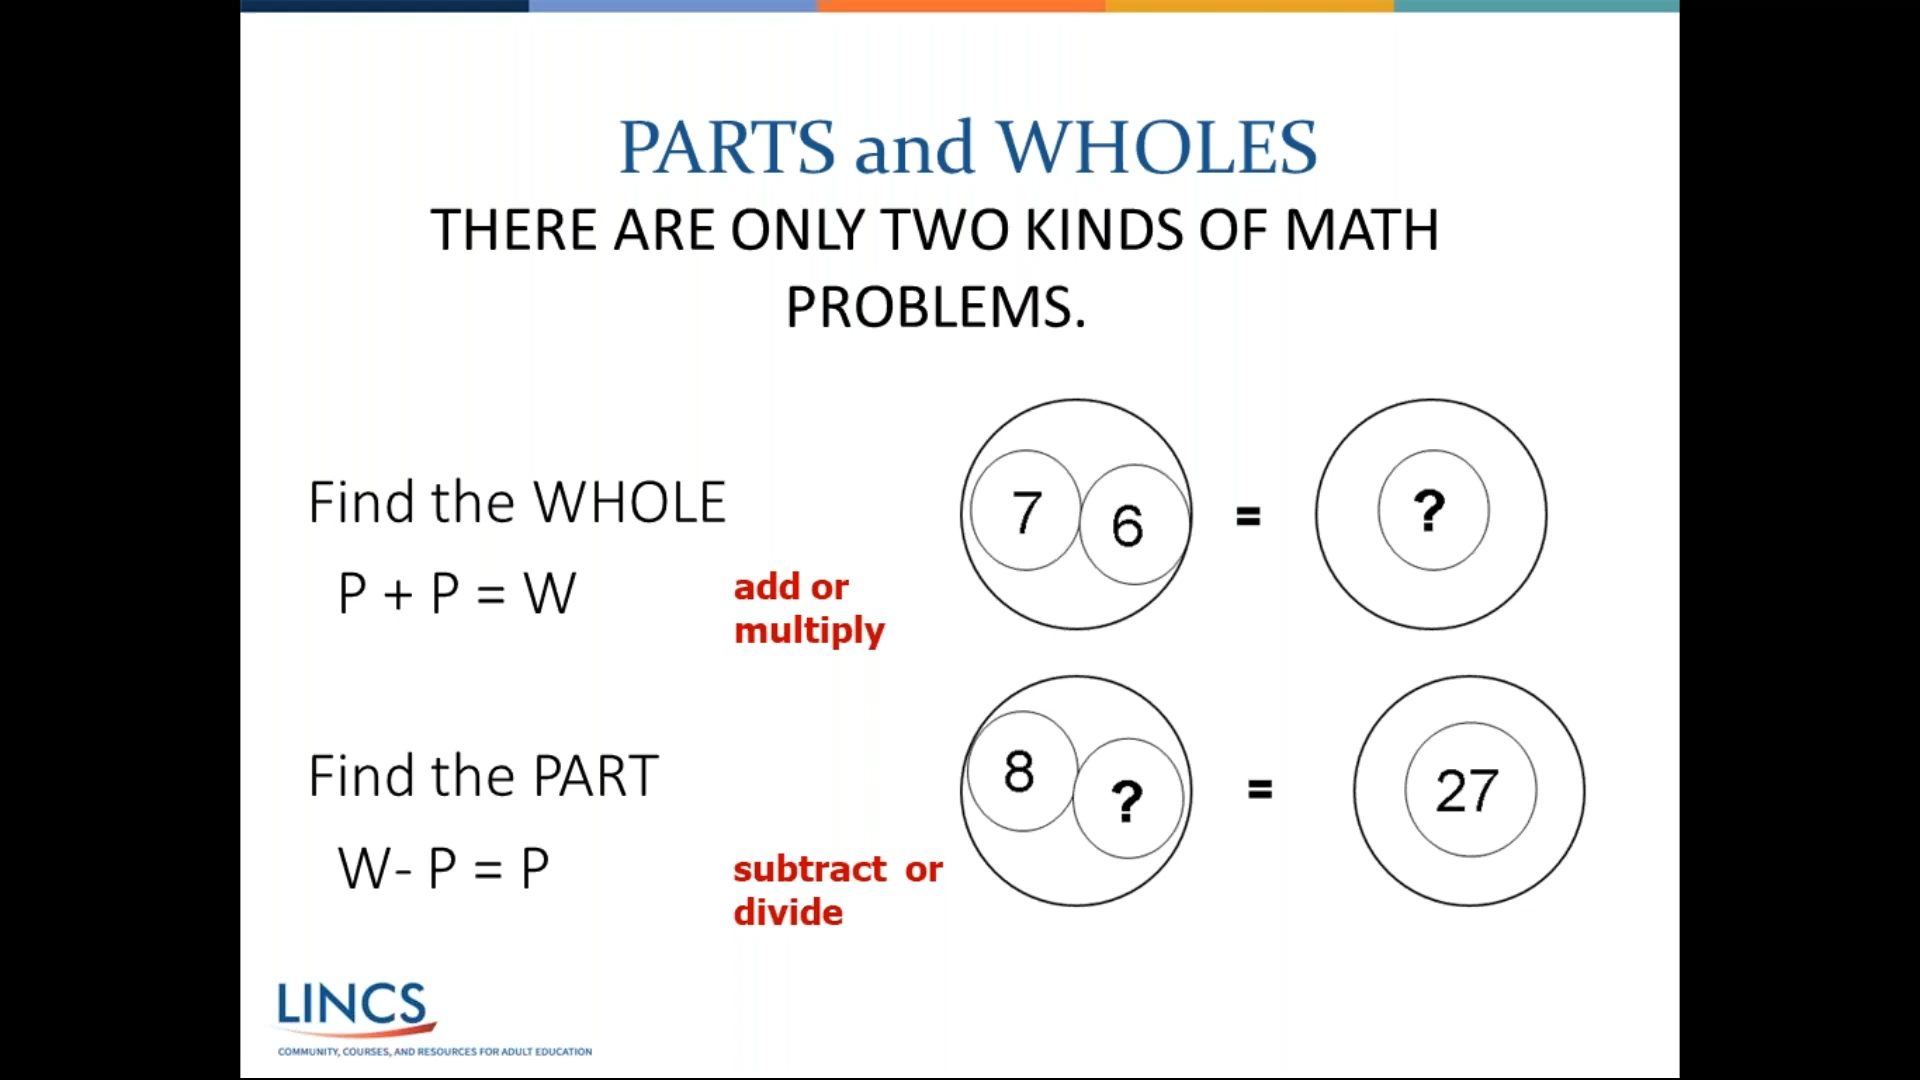 PARTS and WHOLES
THERE ARE ONLY TWO KINDS OF MATH
PROBLEMS.
Find the WHOLE
P + P = W
add or
multiply
7 6 = ?
Find the PART
W- P = P
subtract or
divide
8 ? = 27
LINCS
COMMUNITY, COURSES, AND RESOURCES FOR ADULT EDUCATION